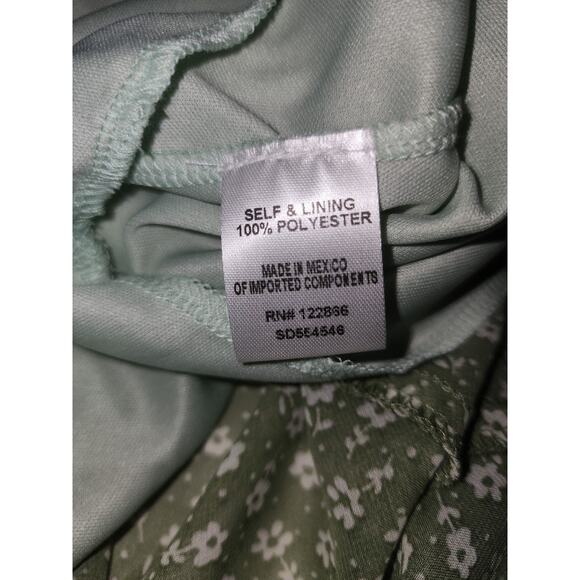 SELF & LINING
100% POLYESTER
MADE IN MEXICO
OF IMPORTED COMPONENTS
RN# 122866
SD554546